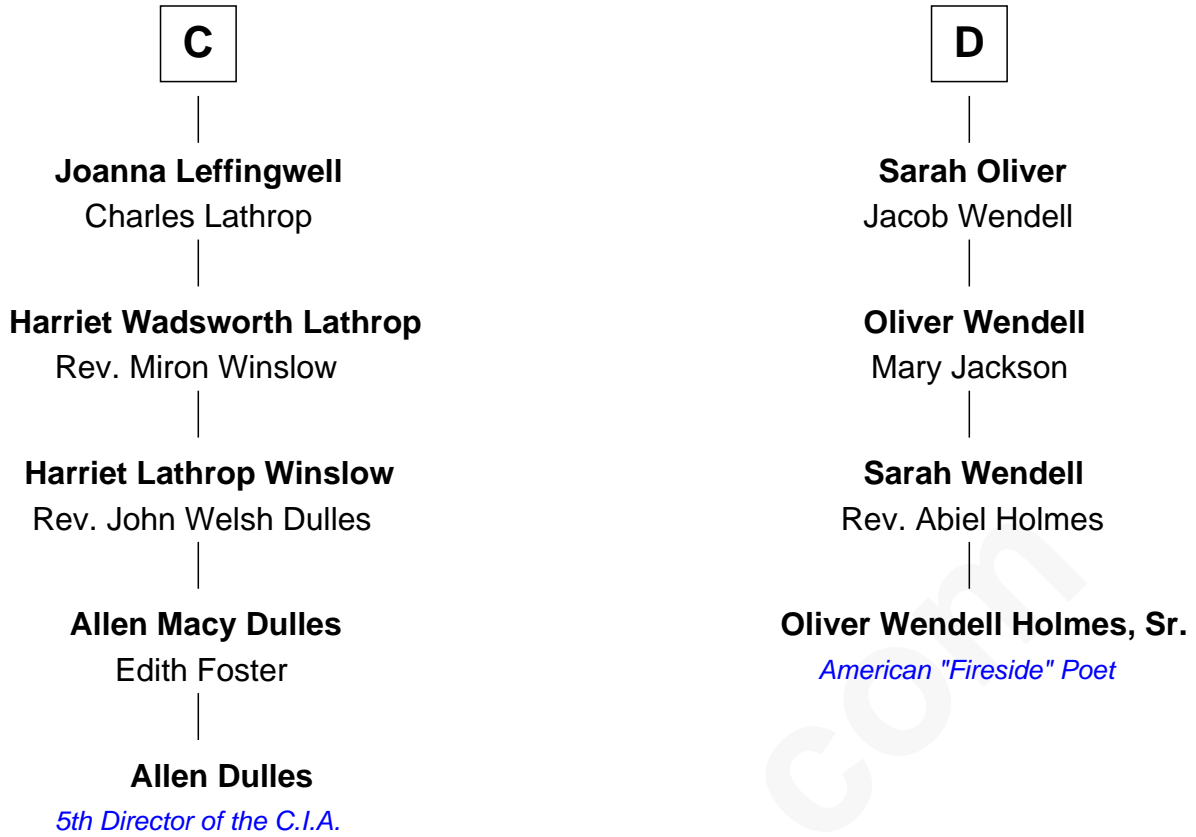 C
Joanna Leffingwell
Charles Lathrop
Harriet Wadsworth Lathrop
Rev. Miron Winslow
Harriet Lathrop Winslow
Rev. John Welsh Dulles
Allen Macy Dulles
Edith Foster
Allen Dulles
5th Director of the C.I.A.
D
Sarah Oliver
Jacob Wendell
Oliver Wendell
Mary Jackson
Sarah Wendell
Rev. Abiel Holmes
Oliver Wendell Holmes, Sr.
American "Fireside" Poet
com